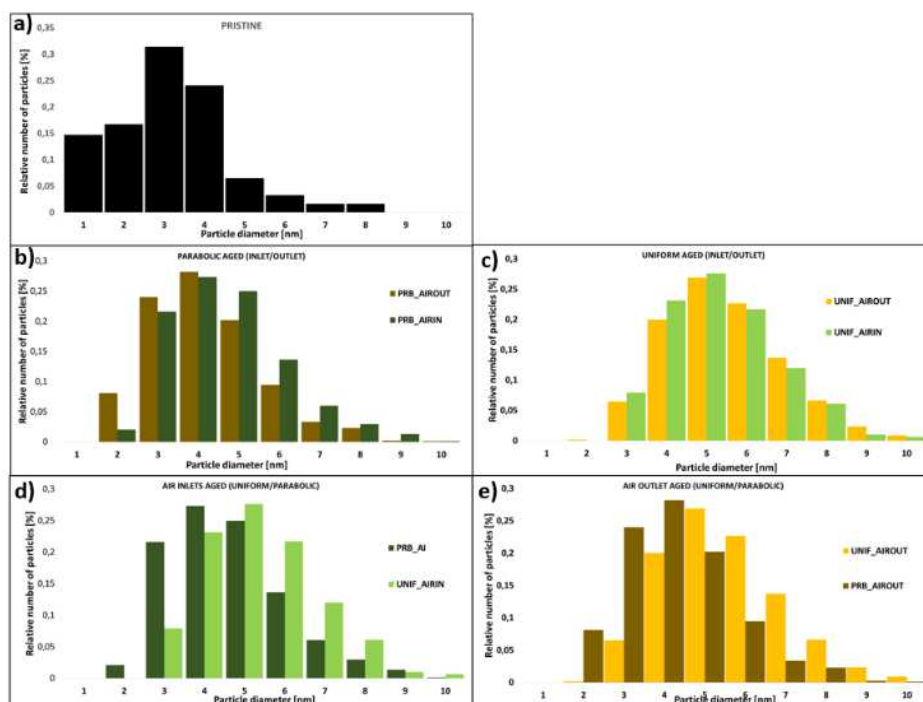 a)
PRISTINE
Relative number of particles [%]
0,35
0,3
0,25
0,2
0,15
0,1
0,05
0
1 2 3 4 5 6 7 8 9 10
Particle diameter [nm]
b)
PARABOLIC AGED (INLET/OUTLET)
Relative number of particles [%]
0,3
0,25
0,2
0,15
0,1
0,05
0
PRB_AIROUT
PRB_AIRIN
1 2 3 4 5 6 7 8 9 10
Particle diameter [nm]
c)
UNIFORM AGED (INLET/OUTLET)
Relative number of particles [%]
0,3
0,25
0,2
0,15
0,1
0,05
0
UNIF_AIROUT
UNIF_AIRIN
1 2 3 4 5 6 7 8 9 10
Particle diameter [nm]
d)
AIR INLETS AGED (UNIFORM/PARABOLIC)
Relative number of particles [%]
0,3
0,25
0,2
0,15
0,1
0,05
0
PRB_AI
UNIF_AIRIN
1 2 3 4 5 6 7 8 9 10
Particle diameter [nm]
e)
AIR OUTLET AGED (UNIFORM/PARABOLIC)
Relative number of particles [%]
0,3
0,25
0,2
0,15
0,1
0,05
0
UNIF_AIROUT
PRB_AIROUT
1 2 3 4 5 6 7 8 9 10
Particle diameter [nm]